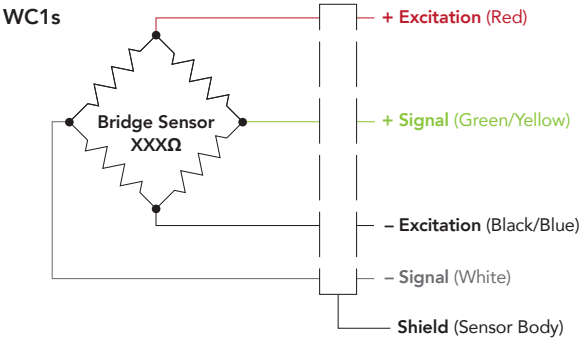 WC1s
+ Excitation (Red)
Bridge Sensor
XXXΩ
+ Signal (Green/Yellow)
– Excitation (Black/Blue)
– Signal (White)
Shield (Sensor Body)